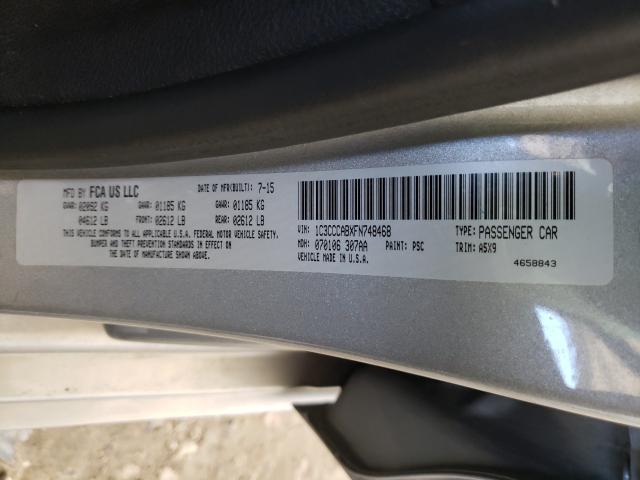 MFD BY FCA US LLC DATE OF MFR(BUILT): 7-15
GVWR: 02092 KG GAWR: 01185 KG GAWR: 01185 KG
04612 LB FRONT: 02612 LB REAR: 02612 LB
THIS VEHICLE CONFORMS TO ALL APPLICABLE U.S.A. FEDERAL MOTOR VEHICLE SAFETY,
BUMPER AND THEFT PREVENTION STANDARDS IN EFFECT ON
THE DATE OF MANUFACTURE SHOWN ABOVE.
VIN: 1C3CCCABXFN748468 TYPE: PASSENGER CAR
MDH: 070106 307AA PAINT: PSC TRIM: A5X9
VEHICLE MADE IN U.S.A. 4658843